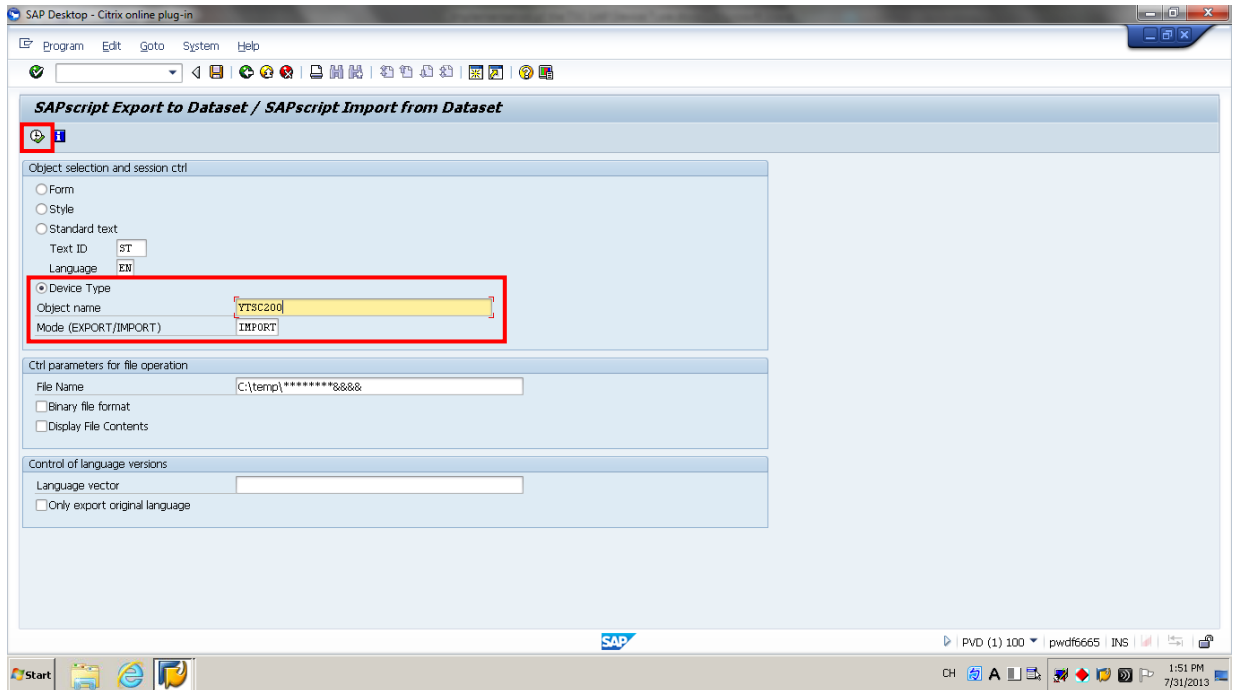 SAP Desktop - Citrix online plug-in
Program Edit Goto System Help
SAPscript Export to Dataset / SAPscript Import from Dataset
Object selection and session ctrl
Form
Style
Standard text
Text ID ST
Language EN
Device Type
Object name YTSC200
Mode (EXPORT/IMPORT) IMPORT
Ctrl parameters for file operation
File Name C:\temp\********&&&&
Binary file format
Display File Contents
Control of language versions
Language vector
Only export original language
SAP PVD (1) 100 pwdf6665 INS
Start CH A 1:51 PM
7/31/2013